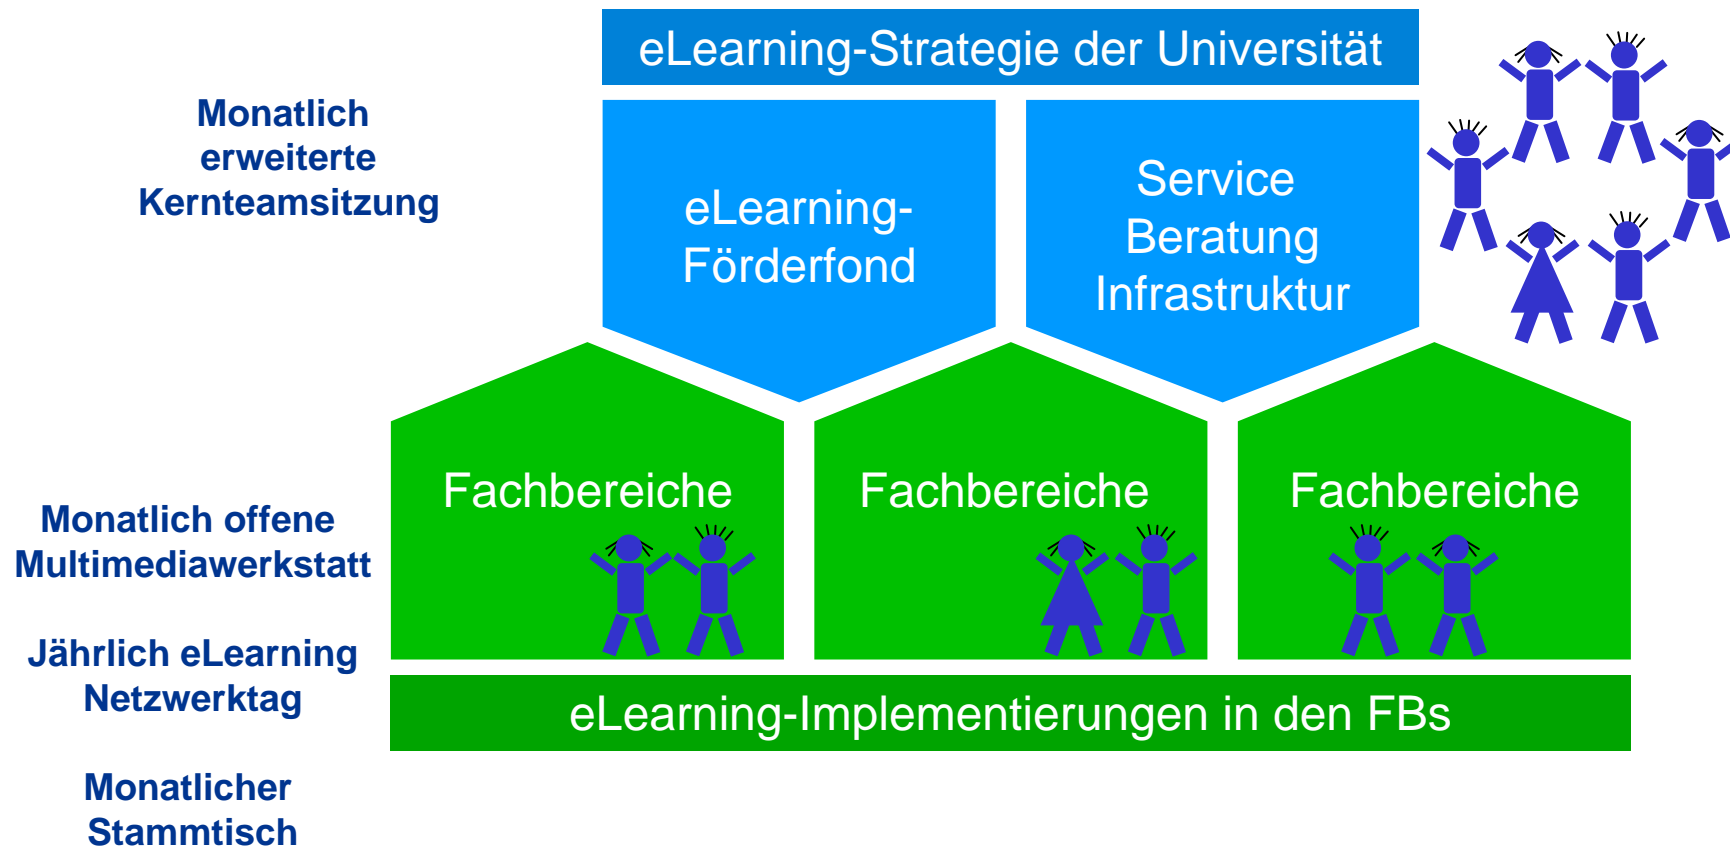 eLearning-Strategie der Universität
Monatlich
erweiterte
Kernteamsitzung
eLearning-
Förderfond
Service
Beratung
Infrastruktur
Fachbereiche
Fachbereiche
Fachbereiche
Monatlich offene
Multimediawerkstatt
Jährlich eLearning
Netzwerktag
eLearning-Implementierungen in den FBs
Monatlicher
Stammtisch